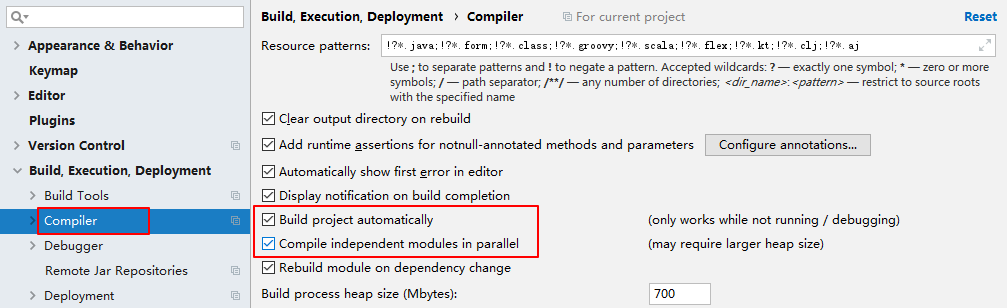 Appearance & Behavior
Keymap
Editor
Plugins
Version Control
Build, Execution, Deployment
Build Tools
Compiler
Debugger
Remote Jar Repositories
Deployment
Build, Execution, Deployment › Compiler For current project Reset
Resource patterns: !?*.java;!?*.form;!?*.class;!?*.groovy;!?*.scala;!?*.flex;!?*.kt;!?*.clj;!?*.aj
Use ; to separate patterns and ! to negate a pattern. Accepted wildcards: ? — exactly one symbol; * — zero or more
symbols; / — path separator; /**/ — any number of directories; <dir_name>:<pattern> — restrict to source roots
with the specified name
Clear output directory on rebuild
Add runtime assertions for notnull-annotated methods and parameters Configure annotations...
Automatically show first error in editor
Display notification on build completion
Build project automatically (only works while not running / debugging)
Compile independent modules in parallel (may require larger heap size)
Rebuild module on dependency change
Build process heap size (Mbytes): 700